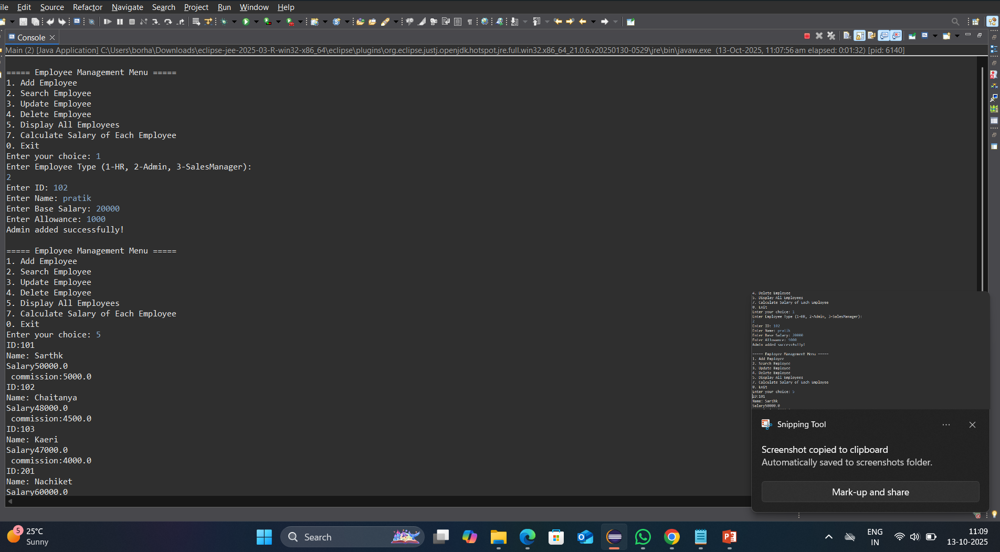 ile Edit Source Refactor Navigate Search Project Run Window Help
Console
Main (2) [Java Application] C:\Users\borha\Downloads\eclipse-jee-2025-03-R-win32-x86_64\eclipse\plugins\org.eclipse.justj.openjdk.hotspot.jre.full.win32.x86_64_21.0.6.v20250130-0529\jre\bin\javaw.exe (13-Oct-2025, 11:07:56 am elapsed: 0:01:32) [pid: 6140]
===== Employee Management Menu =====
1. Add Employee
2. Search Employee
3. Update Employee
4. Delete Employee
5. Display All Employees
7. Calculate Salary of Each Employee
0. Exit
Enter your choice: 1
Enter Employee Type (1-HR, 2-Admin, 3-SalesManager):
2
Enter ID: 102
Enter Name: pratik
Enter Base Salary: 20000
Enter Allowance: 1000
Admin added successfully!
===== Employee Management Menu =====
1. Add Employee
2. Search Employee
3. Update Employee
4. Delete Employee
5. Display All Employees
7. Calculate Salary of Each Employee
0. Exit
Enter your choice: 5
ID:101
Name: Sarthk
Salary50000.0
commission:5000.0
ID:102
Name: Chaitanya
Salary48000.0
commission:4500.0
ID:103
Name: Kaeri
Salary47000.0
commission:4000.0
ID:201
Name: Nachiket
Salary60000.0
4. Delete Employee
5. Display All Employees
7. Calculate Salary of Each Employee
0. Exit
Enter your choice: 1
Enter Employee Type (1-HR, 2-Admin, 3-SalesManager):
2
Enter ID: 102
Enter Name: pratik
Enter Base Salary: 20000
Enter Allowance: 1000
Admin added successfully!
===== Employee Management Menu =====
1. Add Employee
2. Search Employee
3. Update Employee
4. Delete Employee
5. Display All Employees
7. Calculate Salary of Each Employee
0. Exit
Enter your choice: 5
ID:101
Name: Sarthk
Salary50000.0
Snipping Tool
Screenshot copied to clipboard
Automatically saved to screenshots folder.
Mark-up and share
5
25°C
Sunny
Search
ENG
IN
11:09
13-10-2025